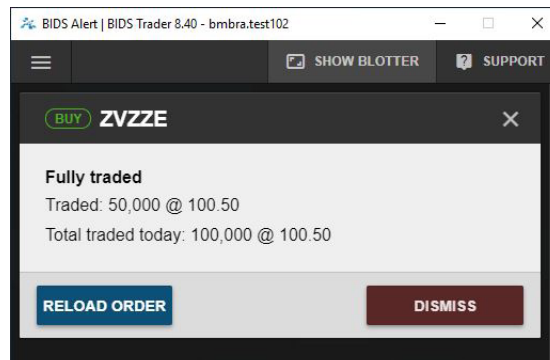 BIDS Alert | BIDS Trader 8.40 - bmbra.test102
SHOW BLOTTER
SUPPORT
BUY ZVZZE
Fully traded
Traded: 50,000 @ 100.50
Total traded today: 100,000 @ 100.50
RELOAD ORDER
DISMISS